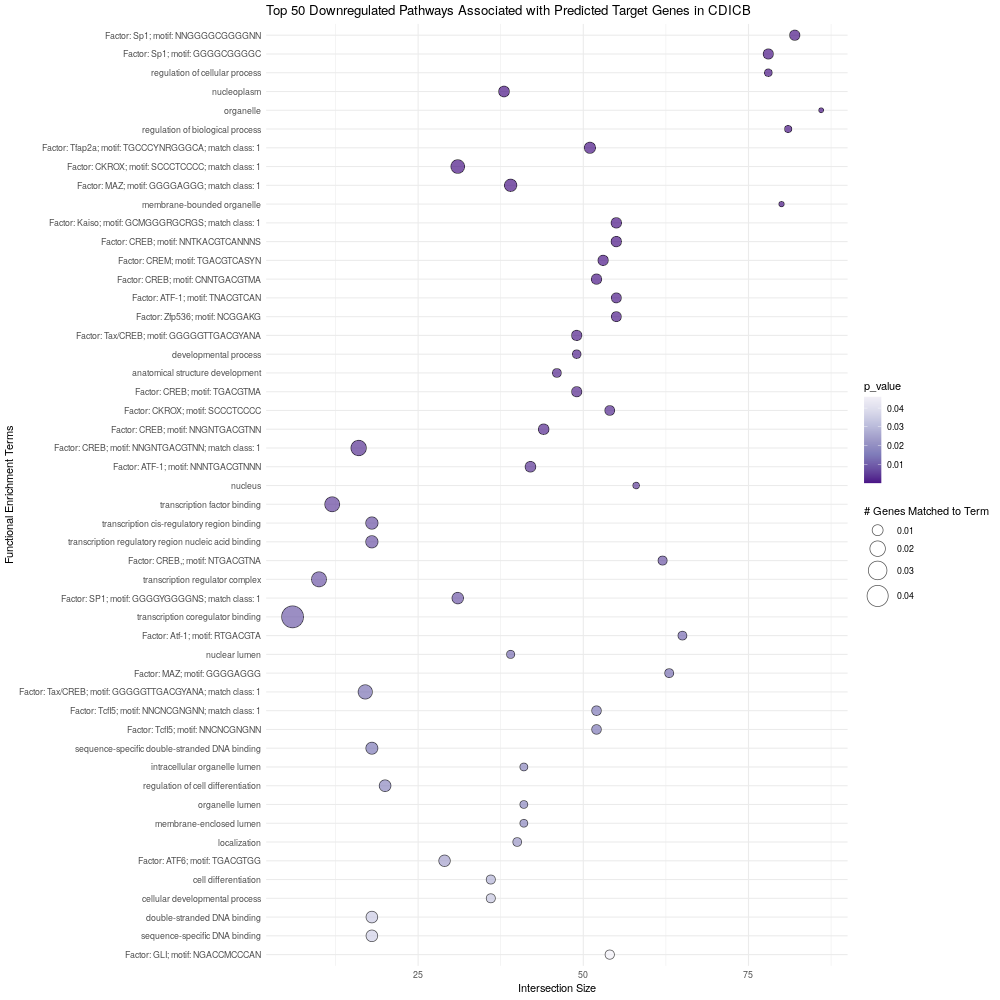 Top 50 Downregulated Pathways Associated with Predicted Target Genes in CDICB
Functional Enrichment Terms
Factor: Sp1; motif: NNGGGGCGGGGNN
Factor: Sp1; motif: GGGGCGGGGC
regulation of cellular process
nucleoplasm
organelle
regulation of biological process
Factor: Tfap2a; motif: TGCCCYNRGGGCA; match class: 1
Factor: CKROX; motif: SCCCTCCCC; match class: 1
Factor: MAZ; motif: GGGGAGGG; match class: 1
membrane-bounded organelle
Factor: Kaiso; motif: GCMGGGRGCRGS; match class: 1
Factor: CREB; motif: NNTKACGTCANNNS
Factor: CREM; motif: TGACGTCASYN
Factor: CREB; motif: CNNTGACGTMA
Factor: ATF-1; motif: TNACGTCAN
Factor: Zfp536; motif: NCGGAKG
Factor: Tax/CREB; motif: GGGGGTTGACGYANA
developmental process
anatomical structure development
Factor: CREB; motif: TGACGTMA
Factor: CKROX; motif: SCCCTCCCC
Factor: CREB; motif: NNGNTGACGTNN
Factor: CREB; motif: NNGNTGACGTNN; match class: 1
Factor: ATF-1; motif: NNNTGACGTNNN
nucleus
transcription factor binding
transcription cis-regulatory region binding
transcription regulatory region nucleic acid binding
Factor: CREB,; motif: NTGACGTNA
transcription regulator complex
Factor: SP1; motif: GGGGYGGGGNS; match class: 1
transcription coregulator binding
Factor: Atf-1; motif: RTGACGTA
nuclear lumen
Factor: MAZ; motif: GGGGAGGG
Factor: Tax/CREB; motif: GGGGGTTGACGYANA; match class: 1
Factor: Tcfl5; motif: NNCNCGNGNN; match class: 1
Factor: Tcfl5; motif: NNCNCGNGNN
sequence-specific double-stranded DNA binding
intracellular organelle lumen
regulation of cell differentiation
organelle lumen
membrane-enclosed lumen
localization
Factor: ATF6; motif: TGACGTGG
cell differentiation
cellular developmental process
double-stranded DNA binding
sequence-specific DNA binding
Factor: GLI; motif: NGACCMCCCAN
25 50 75
Intersection Size
p_value
0.04
0.03
0.02
0.01
# Genes Matched to Term
0.01
0.02
0.03
0.04